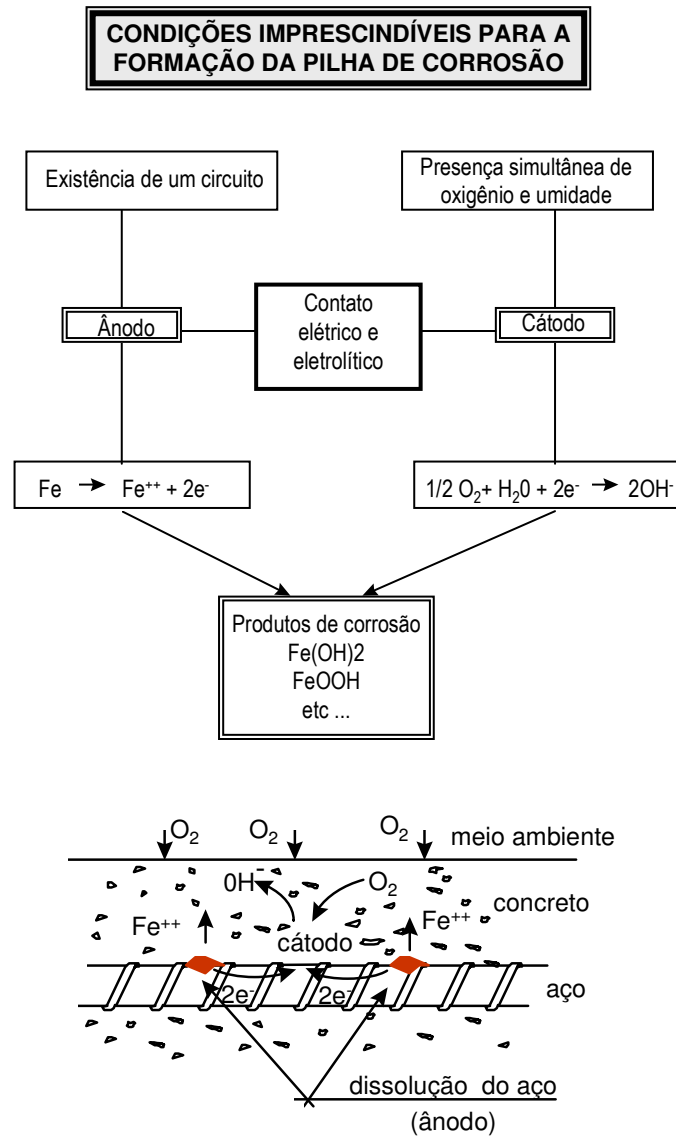 CONDIÇÕES IMPRESCINDÍVEIS PARA A
FORMAÇÃO DA PILHA DE CORROSÃO
Existência de um circuito
Presença simultânea de
oxigênio e umidade
Ânodo
Contato
elétrico e
eletrolítico
Cátodo
Fe → Fe⁺⁺ + 2e⁻
1/2 O₂+ H₂0 + 2e⁻ → 2OH⁻
Produtos de corrosão
Fe(OH)2
FeOOH
etc ...
O₂ O₂ O₂ meio ambiente
0H⁻ O₂ concreto
Fe⁺⁺ Fe⁺⁺
cátodo
2e⁻ 2e⁻ aço
dissolução do aço
(ânodo)